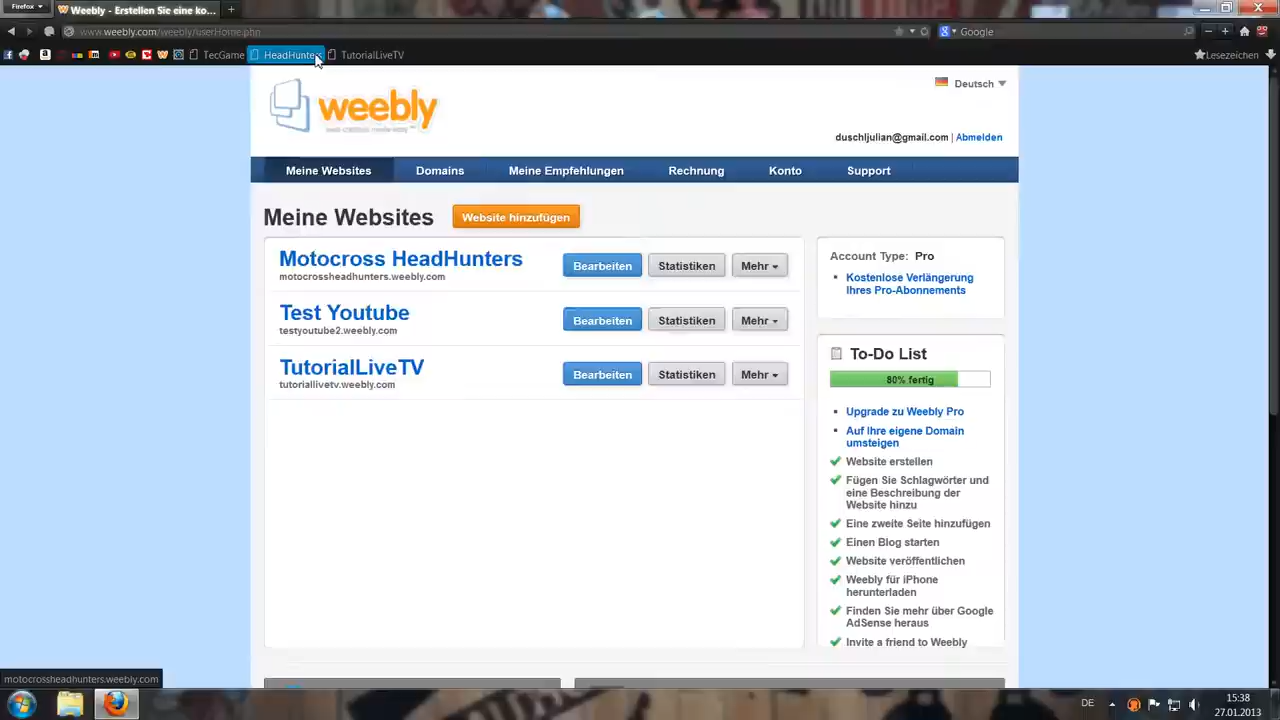 Firefox
Weebly - Erstellen Sie eine ko...
www.weebly.com/weebly/userHome.php
Google
TecGame
HeadHunters
TutorialLiveTV
Lesezeichen
weebly
Deutsch
duschljulian@gmail.com | Abmelden
Meine Websites
Domains
Meine Empfehlungen
Rechnung
Konto
Support
Meine Websites
Website hinzufügen
Motocross HeadHunters
motocrossheadhunters.weebly.com
Bearbeiten
Statistiken
Mehr
Test Youtube
testyoutube2.weebly.com
Bearbeiten
Statistiken
Mehr
TutorialLiveTV
tutoriallivetv.weebly.com
Bearbeiten
Statistiken
Mehr
Account Type: Pro
Kostenlose Verlängerung
Ihres Pro-Abonnements
To-Do List
80% fertig
Upgrade zu Weebly Pro
Auf Ihre eigene Domain
umsteigen
Website erstellen
Fügen Sie Schlagwörter und
eine Beschreibung der
Website hinzu
Eine zweite Seite hinzufügen
Einen Blog starten
Website veröffentlichen
Weebly für iPhone
herunterladen
Finden Sie mehr über Google
AdSense heraus
Invite a friend to Weebly
motocrossheadhunters.weebly.com
DE
15:38
27.01.2013